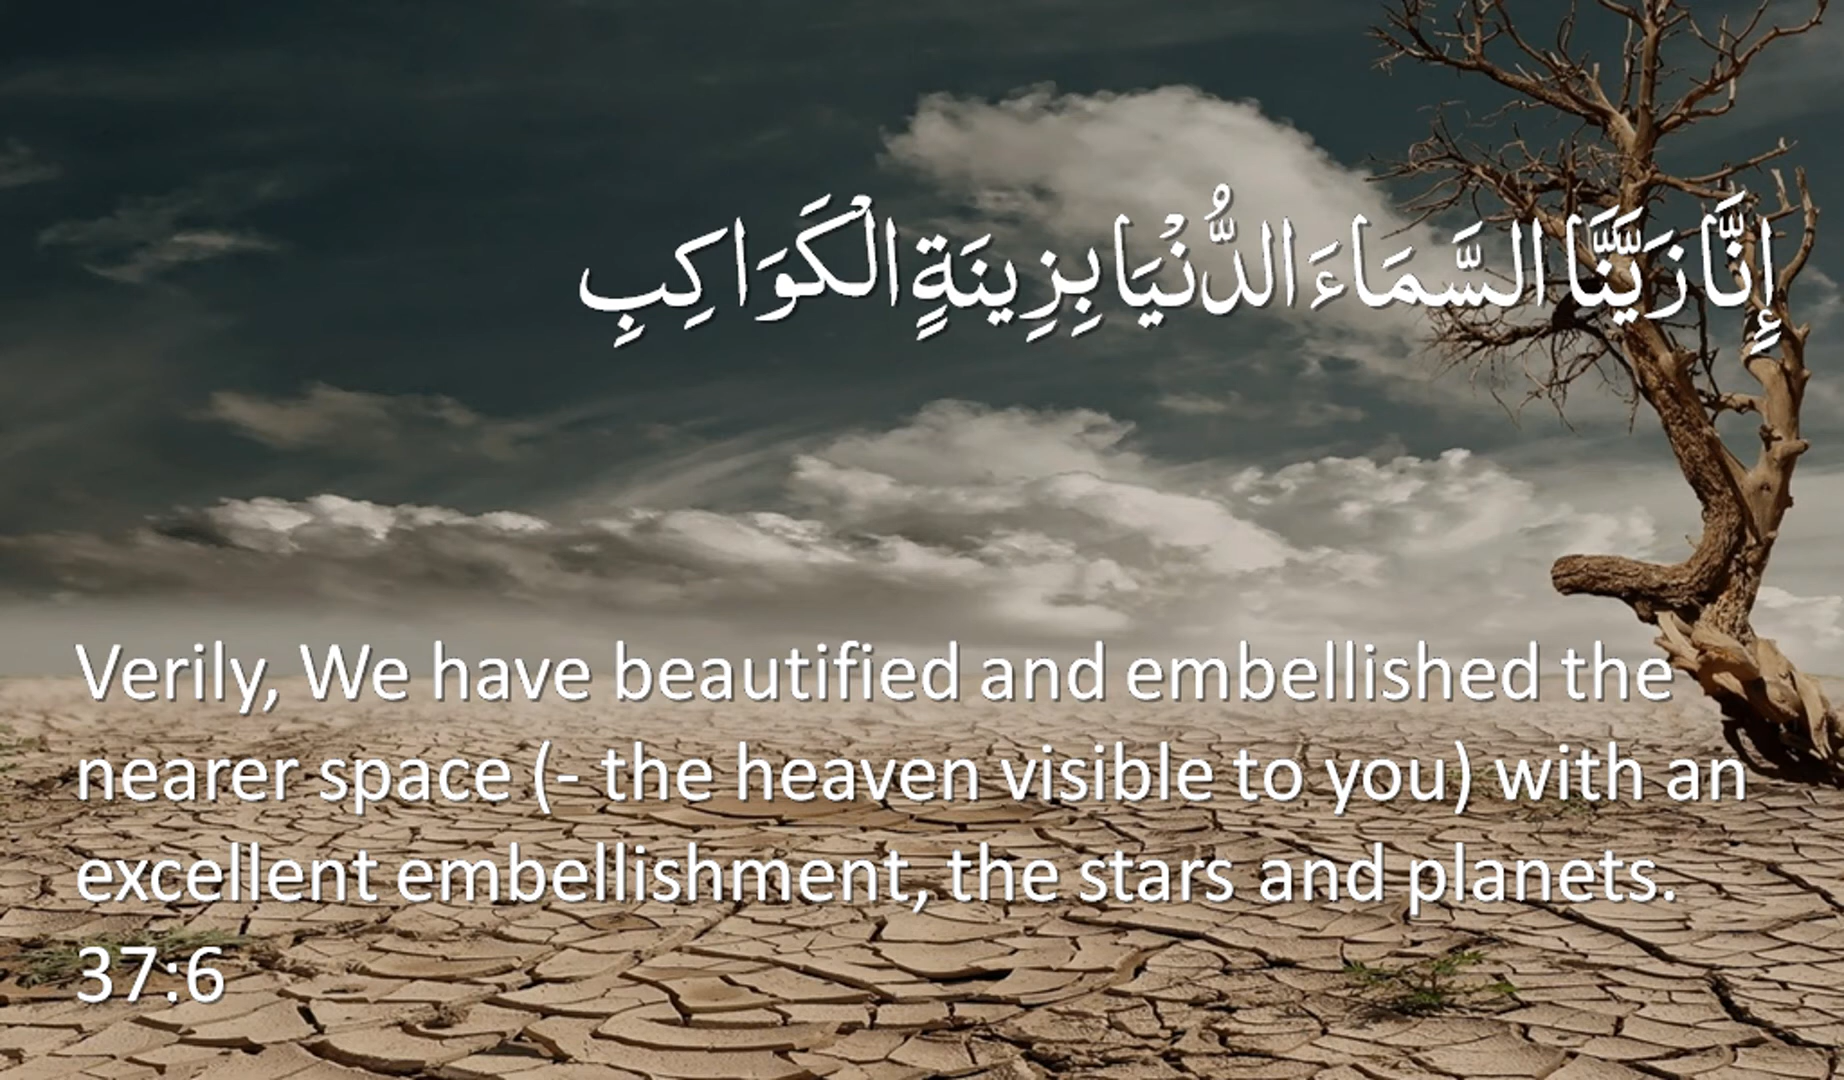 إِنَّا زَيَّنَّا السَّمَاءَ الدُّنْيَا بِزِينَةٍ الْكَوَاكِبِ
Verily, We have beautified and embellished the
nearer space (- the heaven visible to you) with an
excellent embellishment, the stars and planets.
37:6